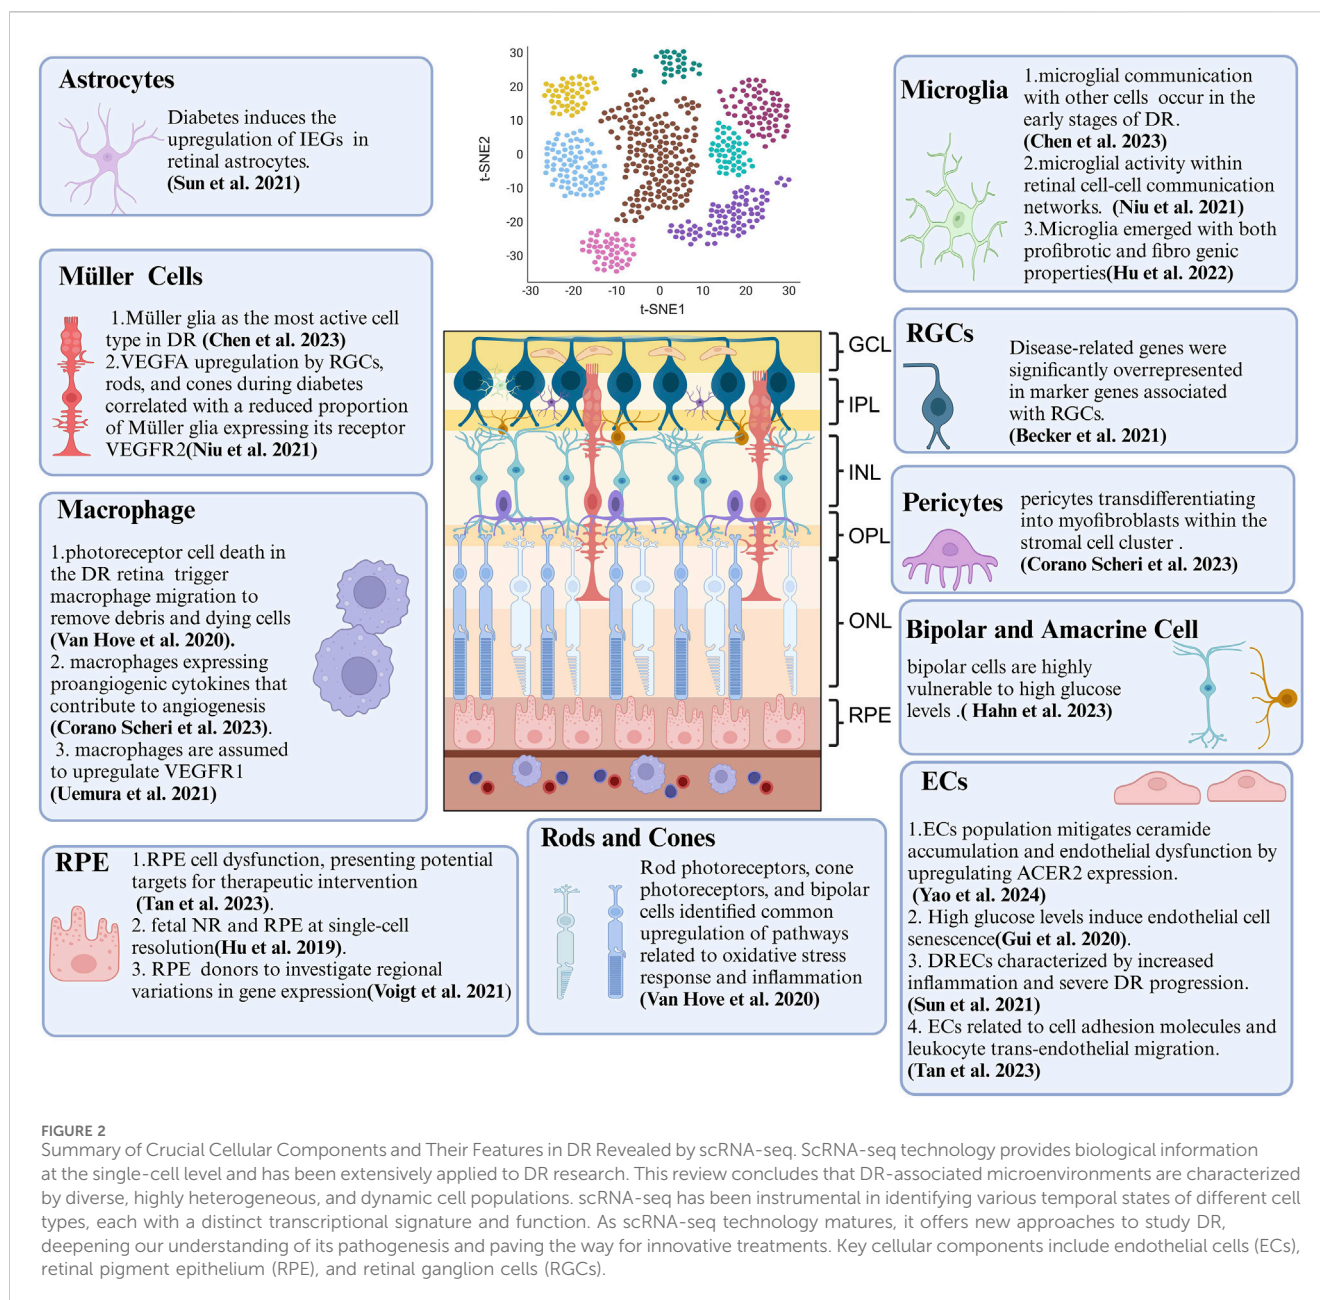 Astrocytes
Diabetes induces the
upregulation of IEGs in
retinal astrocytes.
(Sun et al. 2021)
Müller Cells
1.Müller glia as the most active cell
type in DR (Chen et al. 2023)
2.VEGFA upregulation by RGCs,
rods, and cones during diabetes
correlated with a reduced proportion
of Müller glia expressing its receptor
VEGFR2(Niu et al. 2021)
Macrophage
1.photoreceptor cell death in
the DR retina trigger
macrophage migration to
remove debris and dying cells
(Van Hove et al. 2020).
2. macrophages expressing
proangiogenic cytokines that
contribute to angiogenesis
(Corano Scheri et al. 2023).
3. macrophages are assumed
to upregulate VEGFR1
(Uemura et al. 2021)
RPE
1.RPE cell dysfunction, presenting potential
targets for therapeutic intervention
(Tan et al. 2023).
2. fetal NR and RPE at single-cell
resolution(Hu et al. 2019).
3. RPE donors to investigate regional
variations in gene expression(Voigt et al. 2021)
t-SNE2
30
20
10
0
-10
-20
-30
-30 -20 -10 0 10 20 30
t-SNE1
GCL
IPL
INL
OPL
ONL
RPE
Rods and Cones
Rod photoreceptors, cone
photoreceptors, and bipolar
cells identified common
upregulation of pathways
related to oxidative stress
response and inflammation
(Van Hove et al. 2020)
Microglia
1.microglial communication
with other cells occur in the
early stages of DR.
(Chen et al. 2023)
2.microglial activity within
retinal cell-cell communication
networks. (Niu et al. 2021)
3.Microglia emerged with both
profibrotic and fibro genic
properties(Hu et al. 2022)
RGCs
Disease-related genes were
significantly overrepresented
in marker genes associated
with RGCs.
(Becker et al. 2021)
Pericytes
pericytes transdifferentiating
into myofibroblasts within the
stromal cell cluster .
(Corano Scheri et al. 2023)
Bipolar and Amacrine Cell
bipolar cells are highly
vulnerable to high glucose
levels .( Hahn et al. 2023)
ECs
1.ECs population mitigates ceramide
accumulation and endothelial dysfunction by
upregulating ACER2 expression.
(Yao et al. 2024)
2. High glucose levels induce endothelial cell
senescence(Gui et al. 2020).
3. DRECs characterized by increased
inflammation and severe DR progression.
(Sun et al. 2021)
4. ECs related to cell adhesion molecules and
leukocyte trans-endothelial migration.
(Tan et al. 2023)
FIGURE 2
Summary of Crucial Cellular Components and Their Features in DR Revealed by scRNA-seq. ScRNA-seq technology provides biological information
at the single-cell level and has been extensively applied to DR research. This review concludes that DR-associated microenvironments are characterized
by diverse, highly heterogeneous, and dynamic cell populations. scRNA-seq has been instrumental in identifying various temporal states of different cell
types, each with a distinct transcriptional signature and function. As scRNA-seq technology matures, it offers new approaches to study DR,
deepening our understanding of its pathogenesis and paving the way for innovative treatments. Key cellular components include endothelial cells (ECs),
retinal pigment epithelium (RPE), and retinal ganglion cells (RGCs).